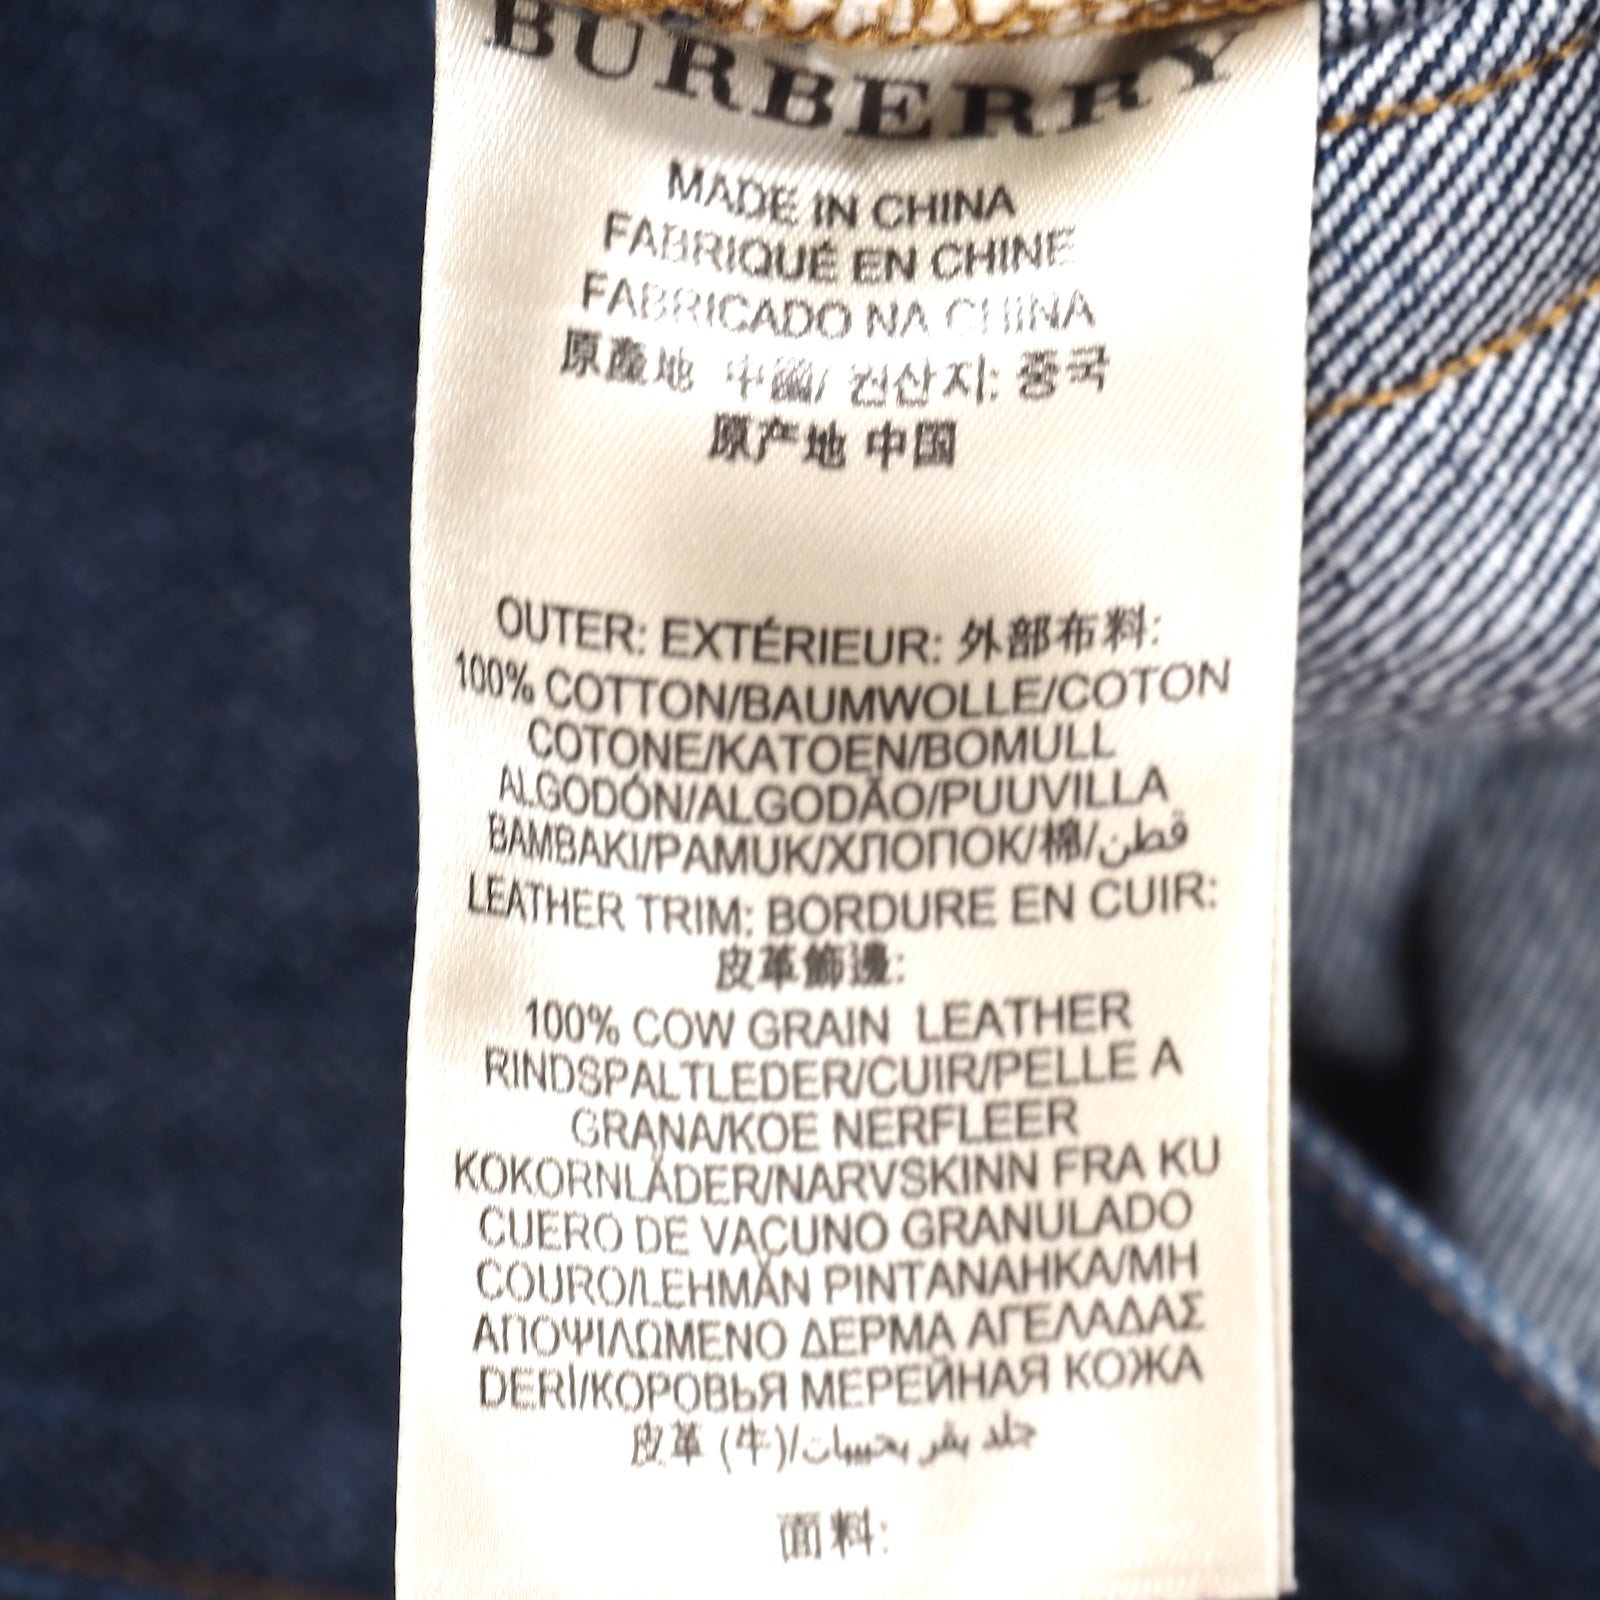 BURBERRY
MADE IN CHINA
FABRIQUÉ EN CHINE
FABRICADO NA CHINA
原產地 中國/ 원산지: 중국
原产地 中国
OUTER: EXTÉRIEUR: 外部布料:
100% COTTON/BAUMWOLLE/COTON
COTONE/KATOEN/BOMULL
ALGODÓN/ALGODÃO/PUUVILLA
BAMBAKI/PAMUK/ХЛОПОК/棉/قطن
LEATHER TRIM: BORDURE EN CUIR:
皮革飾邊:
100% COW GRAIN LEATHER
RINDSPALTLEDER/CUIR/PELLE A
GRANA/KOE NERFLEER
KOKORNLÄDER/NARVSKINN FRA KU
CUERO DE VACUNO GRANULADO
COURO/LEHMÄN PINTANAHKA/MH
ΑΠΟΨΙΛΩΜΕΝΟ ΔΕΡΜΑ ΑΓΕΛΑΔΑΣ
DERİ/КОРОВЬЯ МЕРЕЙНАЯ КОЖА
皮革 (牛)/جلد بقر بحبيبات
面料: